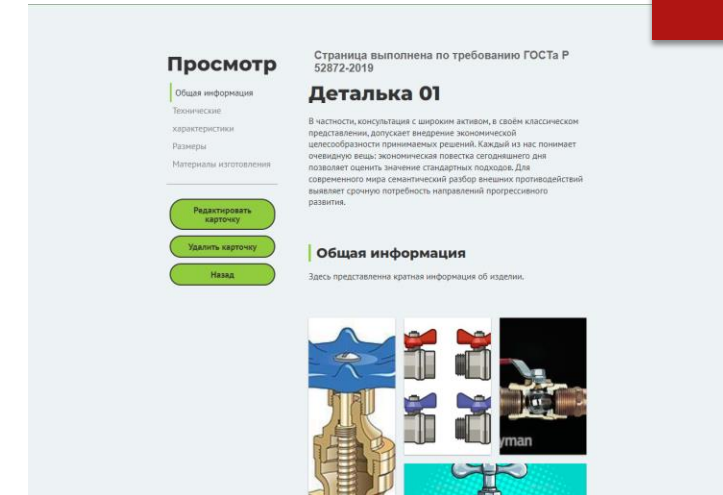 Просмотр
Общая информация
Технические
характеристики
Размеры
Материалы изготовления
Редактировать
карточку
Удалить карточку
Назад
Страница выполнена по требованию ГОСТа Р
52872-2019
Деталька 01
В частности, консультация с широким активом, в своём классическом
представлении, допускает внедрение экономической
целесообразности принимаемых решений. Каждый из нас понимает
очевидную вещь: экономическая повестка сегодняшнего дня
позволяет оценить значение стандартных подходов. Для
современного мира семантический разбор внешних противодействий
выявляет срочную потребность направлений прогрессивного
развития.
Общая информация
Здесь представленна кратная информация об изделии.
yman